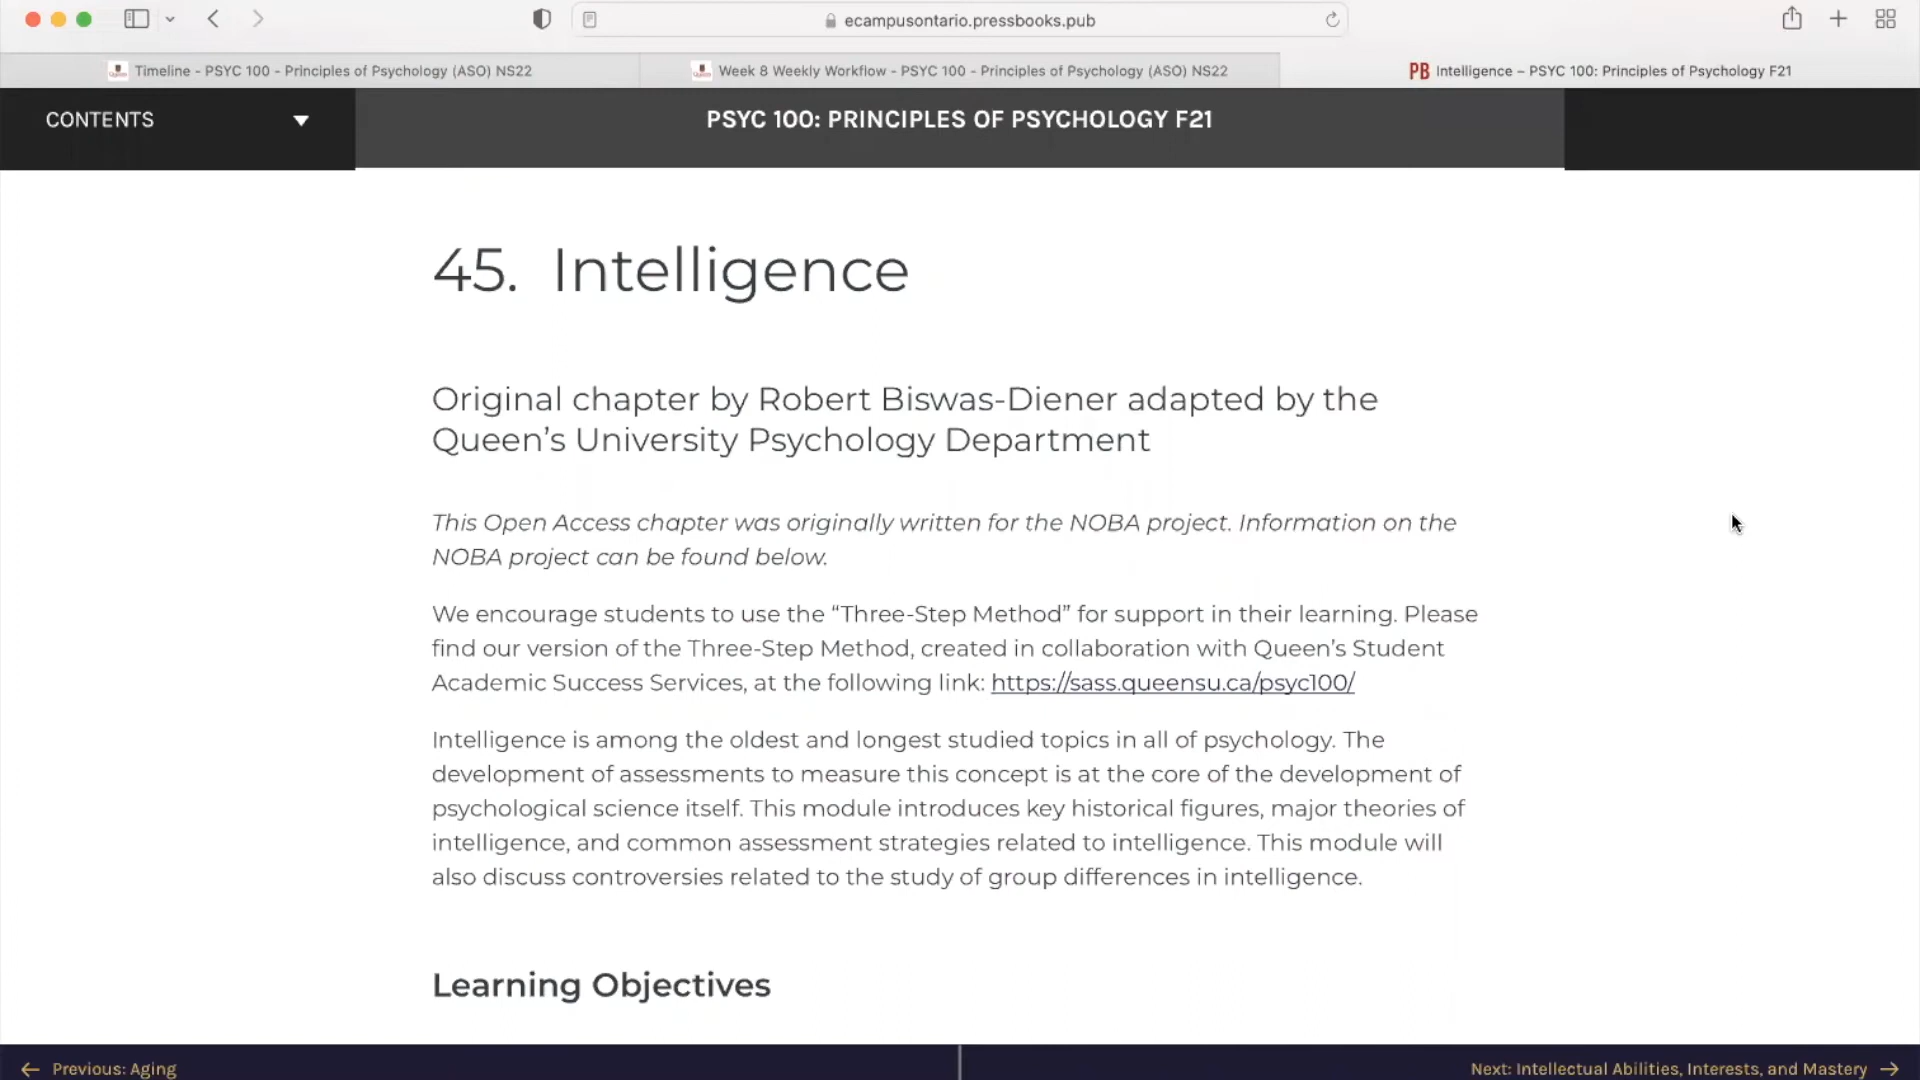 ecampusontario.pressbooks.pub
Timeline - PSYC 100 - Principles of Psychology (ASO) NS22
Week 8 Weekly Workflow - PSYC 100 - Principles of Psychology (ASO) NS22
PB Intelligence – PSYC 100: Principles of Psychology F21
CONTENTS
PSYC 100: PRINCIPLES OF PSYCHOLOGY F21
45. Intelligence
Original chapter by Robert Biswas-Diener adapted by the
Queen’s University Psychology Department
This Open Access chapter was originally written for the NOBA project. Information on the
NOBA project can be found below.
We encourage students to use the “Three-Step Method” for support in their learning. Please
find our version of the Three-Step Method, created in collaboration with Queen’s Student
Academic Success Services, at the following link: https://sass.queensu.ca/psyc100/
Intelligence is among the oldest and longest studied topics in all of psychology. The
development of assessments to measure this concept is at the core of the development of
psychological science itself. This module introduces key historical figures, major theories of
intelligence, and common assessment strategies related to intelligence. This module will
also discuss controversies related to the study of group differences in intelligence.
Learning Objectives
← Previous: Aging
Next: Intellectual Abilities, Interests, and Mastery →